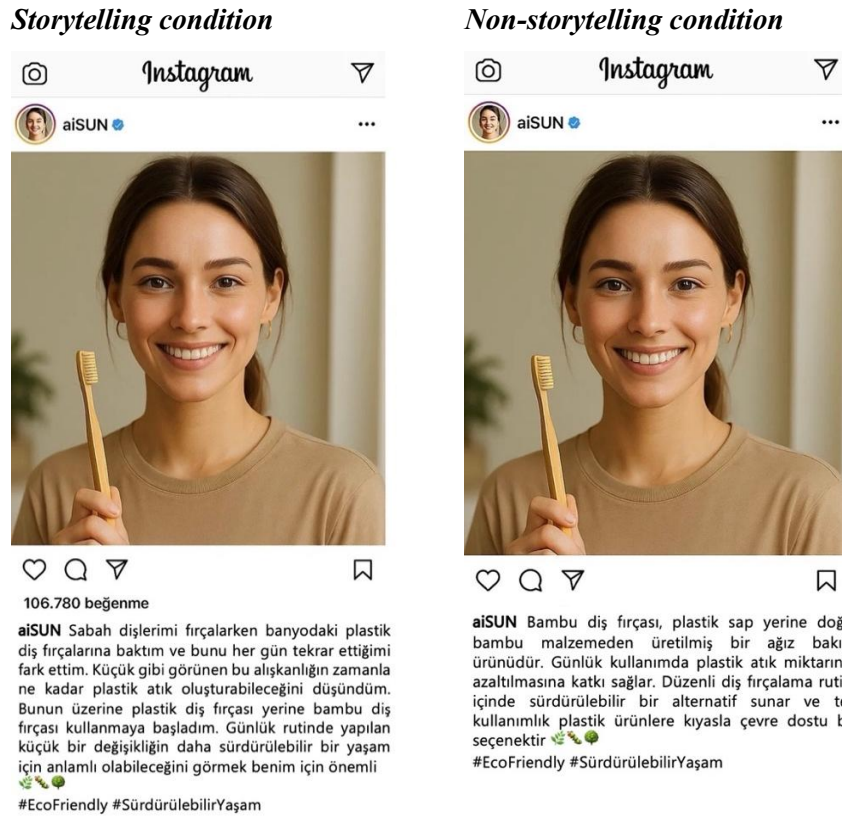 Storytelling condition
Instagram
aiSUN
106.780 beğenme
aiSUN Sabah dişlerimi fırçalarken banyodaki plastik
diş fırçalarına baktım ve bunu her gün tekrar ettiğimi
fark ettim. Küçük gibi görünen bu alışkanlığın zamanla
ne kadar plastik atık oluşturabileceğini düşündüm.
Bunun üzerine plastik diş fırçası yerine bambu diş
fırçası kullanmaya başladım. Günlük rutinde yapılan
küçük bir değişikliğin daha sürdürülebilir bir yaşam
için anlamlı olabileceğini görmek benim için önemli
#EcoFriendly #SürdürülebilirYaşam
Non-storytelling condition
Instagram
aiSUN
aiSUN Bambu diş fırçası, plastik sap yerine
bambu malzemeden üretilmiş bir ağız
ürünüdür. Günlük kullanımda plastik atık
azaltılmasına katkı sağlar. Düzenli diş fırçalama
içinde sürdürülebilir bir alternatif sunar ve
kullanımlık plastik ürünlere kıyasla çevre dostu
seçenektir
#EcoFriendly #SürdürülebilirYaşam